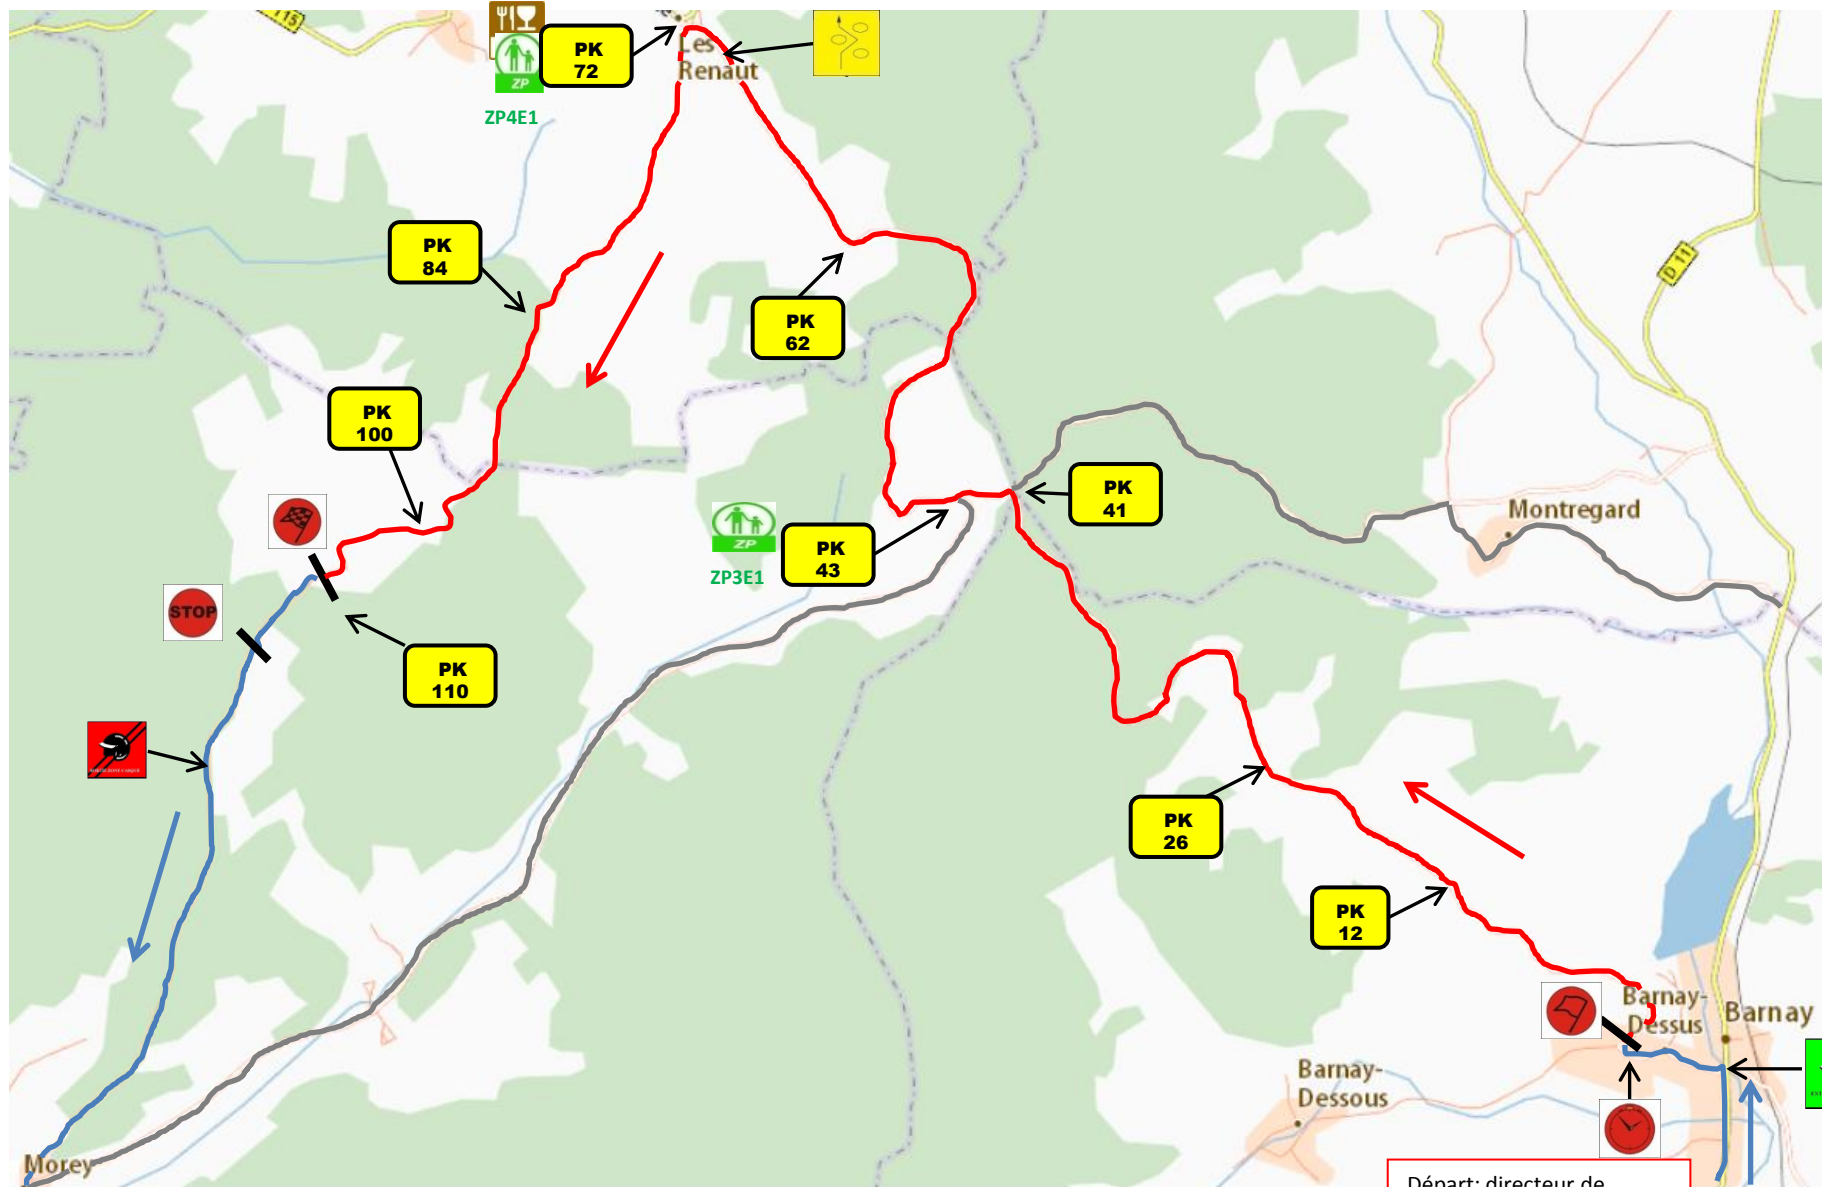 115
PK
72
Les
Renaut
ZP
ZP4E1
PK
84
D 11
PK
62
PK
100
PK
41
Montregard
ZP
ZP3E1
PK
43
STOP
PK
110
PK
26
PK
12
Barnay-
Dessus
Barnay
Barnay-
Dessous
Morey
Départ: directeur de